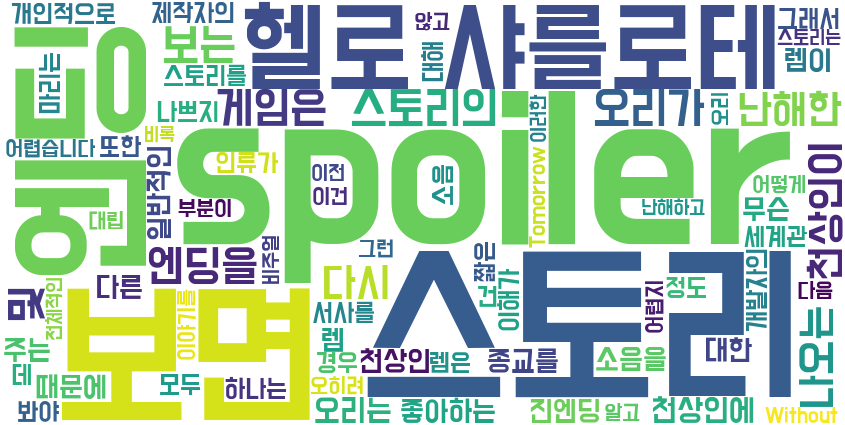 개인적으로
제작자의
헬로
않고
샤를로테
그래서
스토리는
엔딩
보는
대해
렘이
마리는
스토리를
나쁘지
게임은
스토리의
오리가
오리
난해한
이러한
어렵습니다
또한
비록
spoiler
인류가
이전
이건
소음
Tomorrow
난해하고
어떻게
무슨
천상인이
대립
일반적인
부분이
엔딩을
비주얼
그런
다시
짧은
건
이해가
어렵지
정도
세계관
개발자의
다음
및
전체적인
다른
보면
이야기를
스토리
서사를
렘
주는
데
때문에
모두
하나는
경우
천상인
렘은
종교를
소음을
대한
나오는
봐야
오히려
오리는
좋아하는
진엔딩
알고
천상인에
Without